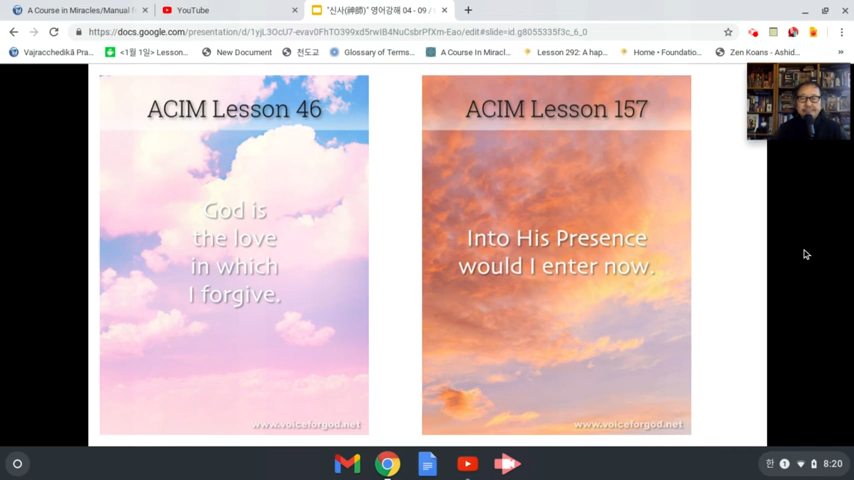 A Course in Miracles/Manual f
YouTube
"신사(神師)" 영어강해 04 - 09 /
https://docs.google.com/presentation/d/1yjL3OcU7-evav0FhTO399xd5rwIB4NuCsbrPfXm-Eao/edit#slide=id.g8055335f3c_6_0
Vajracchedikā Pra...
<1월 1일> Lesson...
New Document
천도교
Glossary of Terms...
A Course In Miracl...
Lesson 292: A hap...
Home • Foundatio...
Zen Koans - Ashid...
»
ACIM Lesson 46
God is
the love
in which
I forgive.
www.voiceforgod.net
ACIM Lesson 157
Into His Presence
would I enter now.
www.voiceforgod.net
한
1
8:20